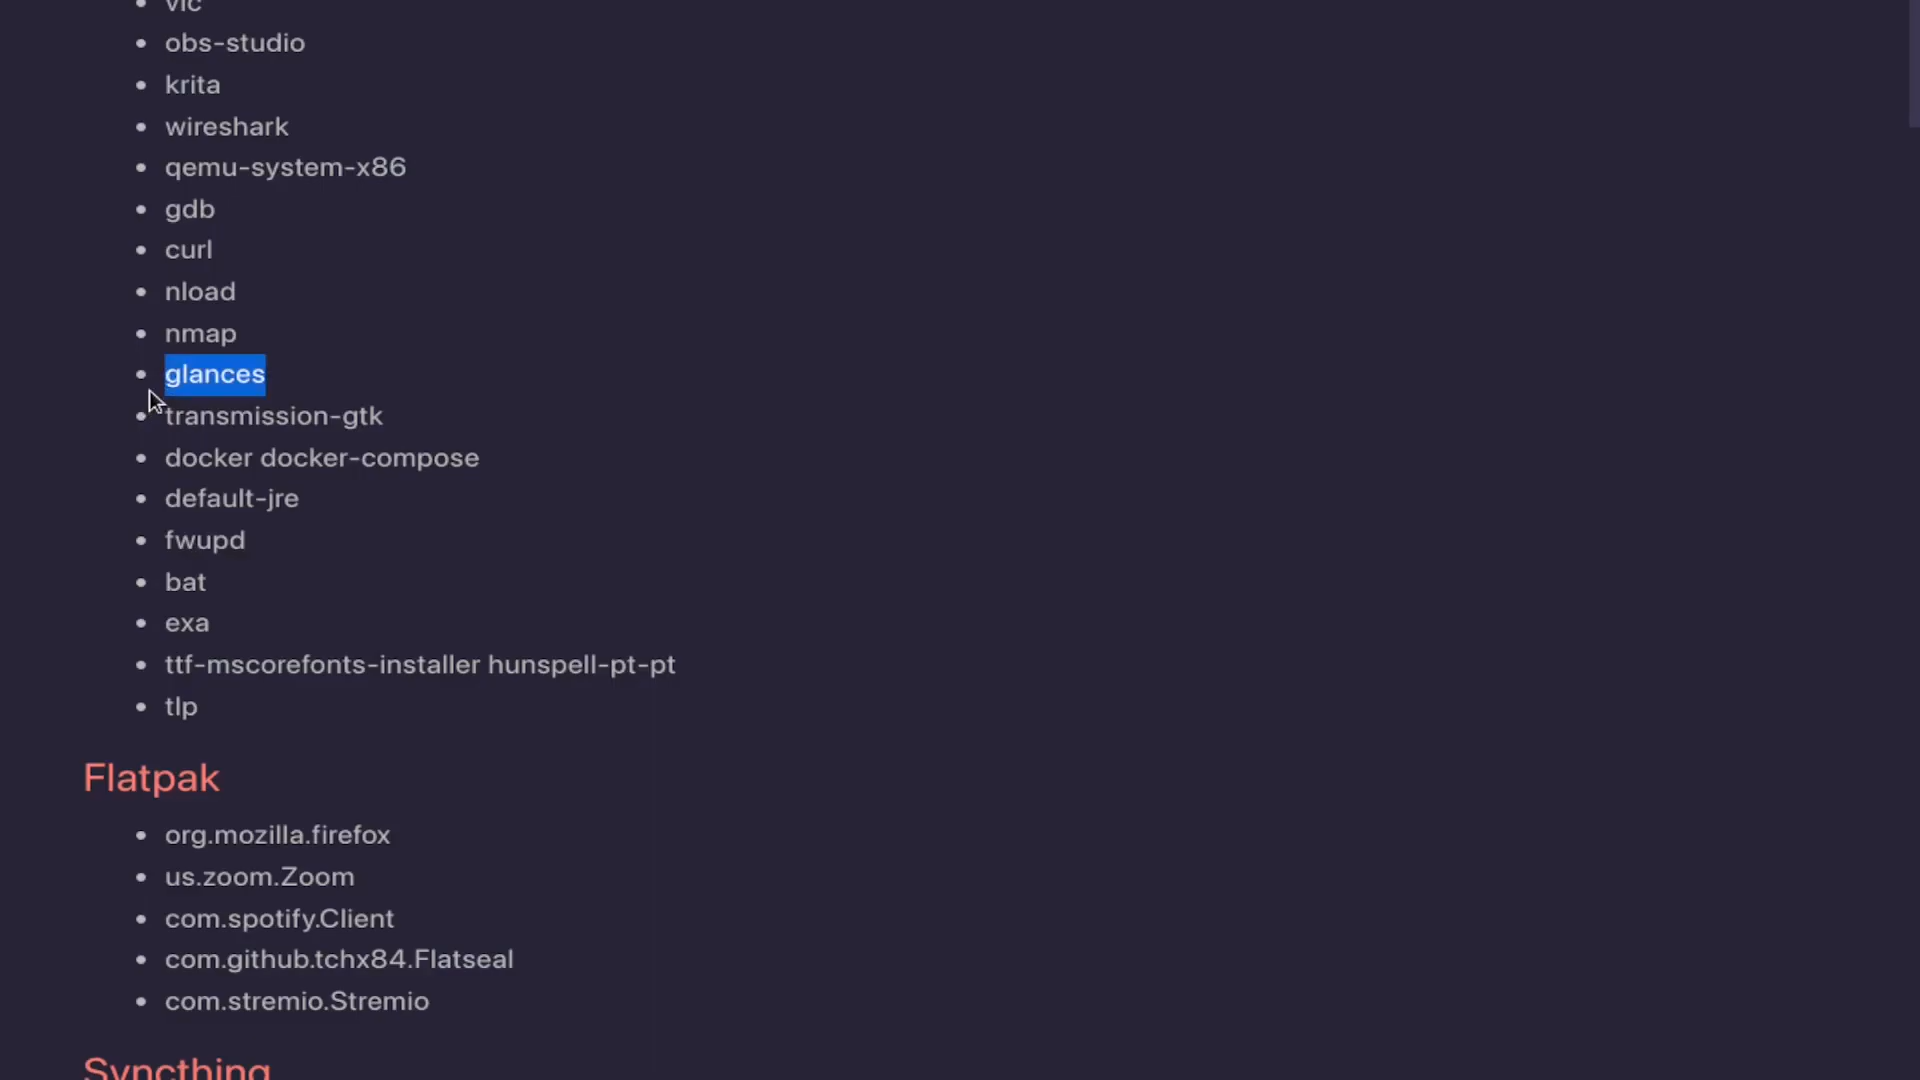 vlc
obs-studio
krita
wireshark
qemu-system-x86
gdb
curl
nload
nmap
glances
transmission-gtk
docker docker-compose
default-jre
fwupd
bat
exa
ttf-mscorefonts-installer hunspell-pt-pt
tlp
Flatpak
org.mozilla.firefox
us.zoom.Zoom
com.spotify.Client
com.github.tchx84.Flatseal
com.stremio.Stremio
Syncthing